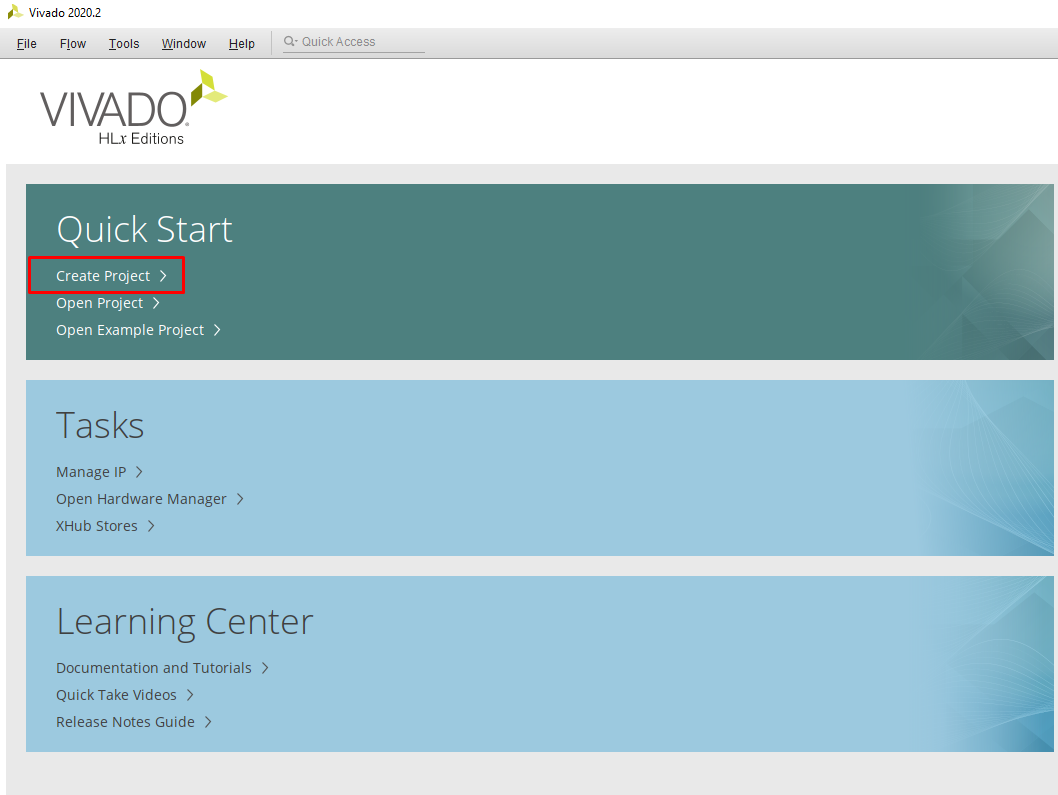 Vivado 2020.2
File Flow Tools Window Help Quick Access
VIVADO
HLx Editions
Quick Start
Create Project
Open Project
Open Example Project
Tasks
Manage IP
Open Hardware Manager
XHub Stores
Learning Center
Documentation and Tutorials
Quick Take Videos
Release Notes Guide